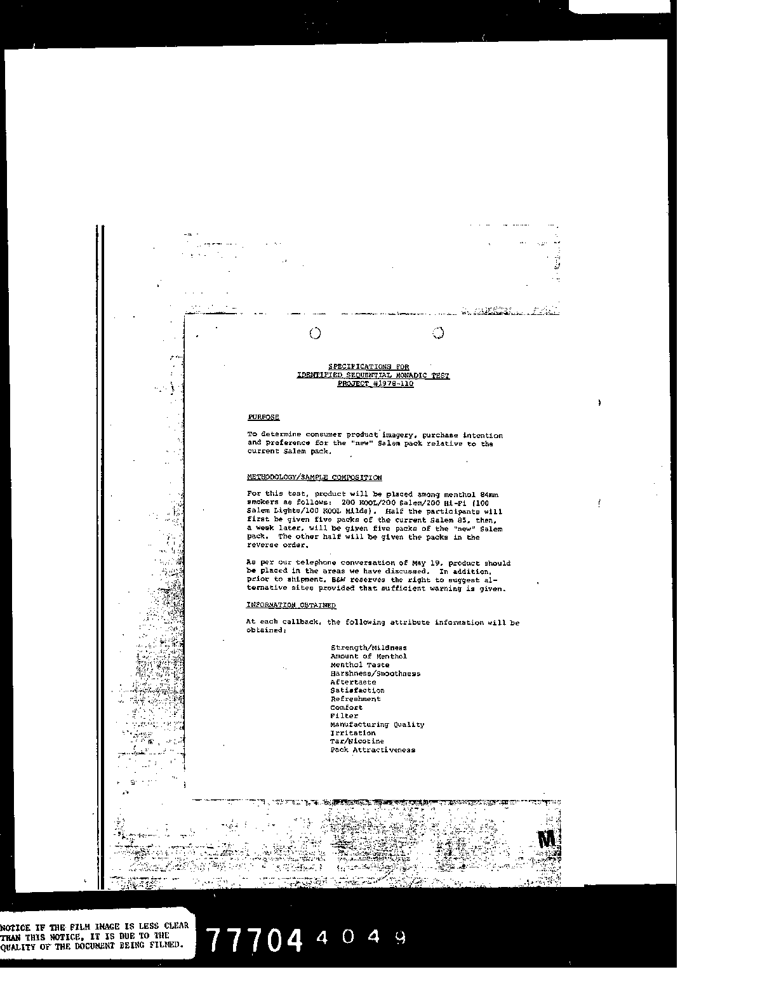 SPECIFICATIONS FOR
IDENTIFIED SEQUENTIAL MONADIC TEST
PROJECT #1978-110
PURPOSE
To determine consumer product imagery, purchase intention
and preference for the "new" Salem pack relative to the
current Salem pack.
METHODOLOGY/SAMPLE COMPOSITION
For this test, product will be placed among menthol 84mm
smokers as follows: 200 KOOL/200 Salem/200 Hi-Fi (100
Salem Lights/100 KOOL Milds). Half the participants will
first be given five packs of the current Salem 85, then,
a week later, will be given five packs of the "new" Salem
pack. The other half will be given the packs in the
reverse order.
As per our telephone conversation of May 19, product should
be placed in the areas we have discussed. In addition,
prior to shipment, B&W reserves the right to suggest al-
ternative sites provided that sufficient warning is given.
INFORMATION OBTAINED
At each callback, the following attribute information will be
obtained:
Strength/Mildness
Amount of Menthol
Menthol Taste
Harshness/Smoothness
Aftertaste
Satisfaction
Refreshment
Comfort
Filter
Manufacturing Quality
Irritation
Tar/Nicotine
Pack Attractiveness
M
NOTICE IF THE FILM IMAGE IS LESS CLEAR
THAN THIS NOTICE, IT IS DUE TO THE
QUALITY OF THE DOCUMENT BEING FILMED.
77704 4049